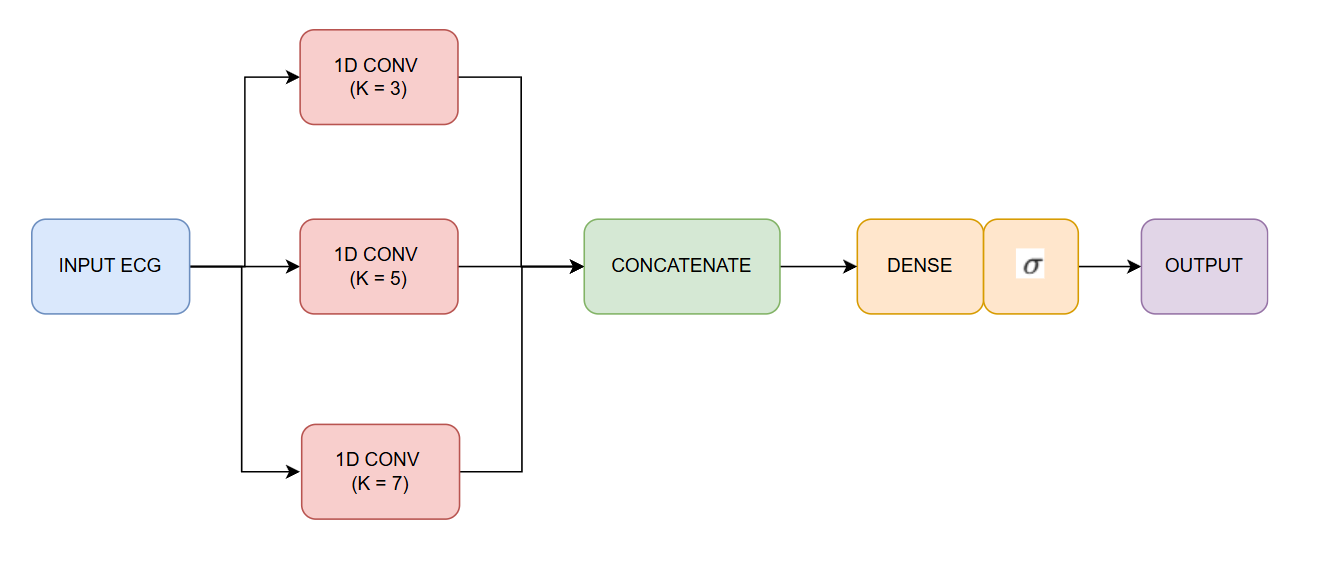 1D CONV
(K = 3)
INPUT ECG
1D CONV
(K = 5)
CONCATENATE
DENSE
σ
OUTPUT
1D CONV
(K = 7)